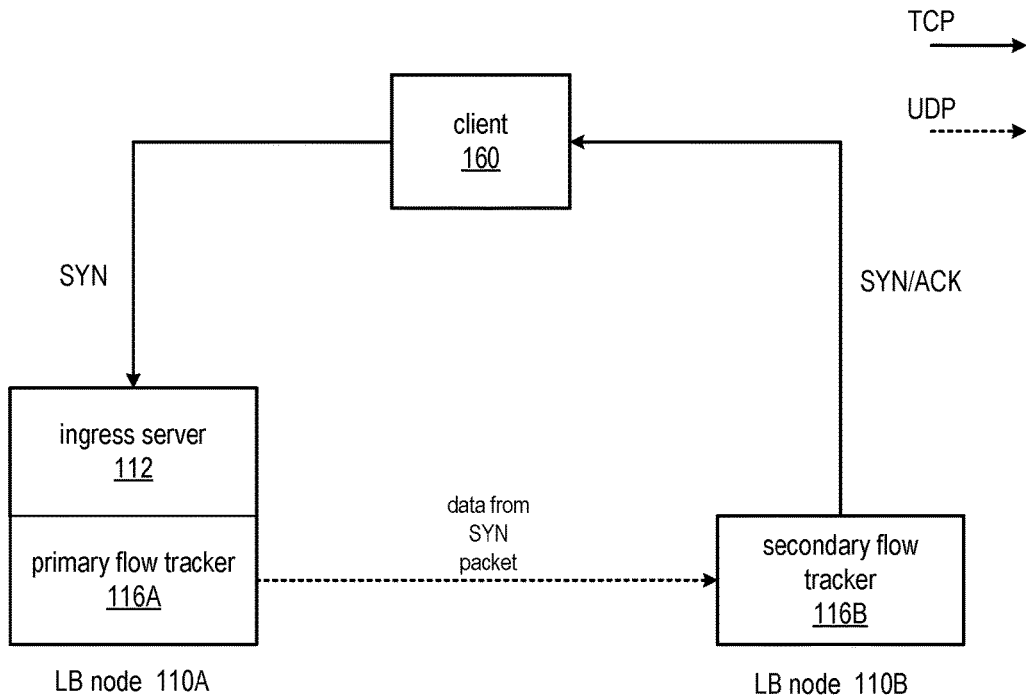 TCP
UDP
client
160
SYN
SYN/ACK
ingress server
112
primary flow tracker
116A
data from
SYN
packet
secondary flow
tracker
116B
LB node 110A
LB node 110B